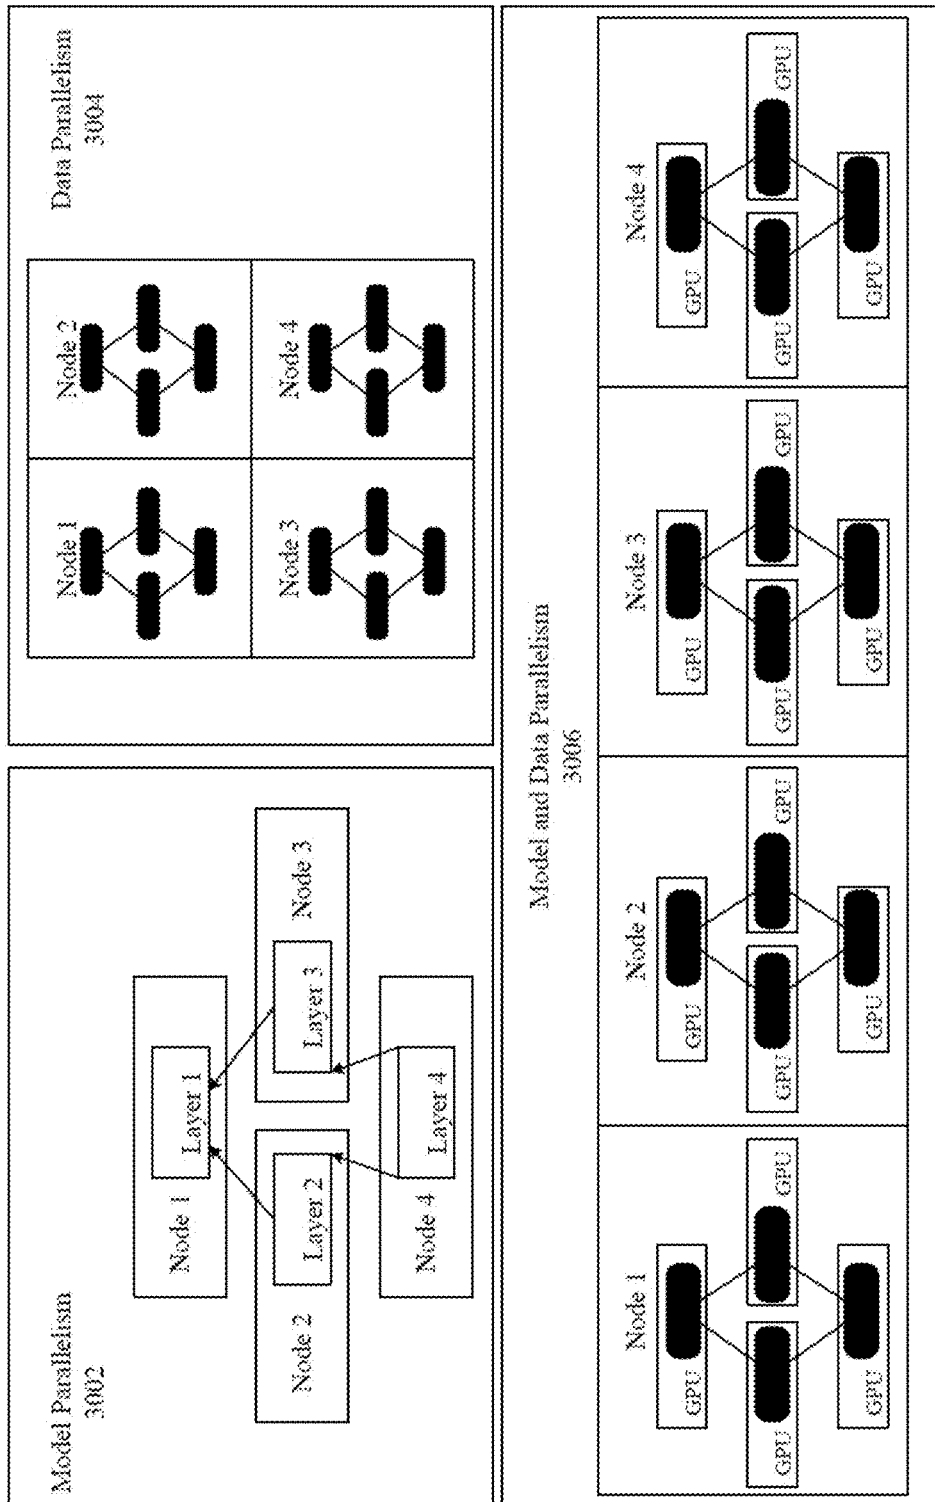 Model Parallelism
3002
Node 1
Layer 1
Node 2
Layer 2
Layer 3
Node 3
Node 4
Layer 4
Data Parallelism
3004
Node 1
Node 2
Node 3
Node 4
Model and Data Parallelism
3006
Node 1
GPU
GPU
GPU
GPU
Node 2
GPU
GPU
GPU
GPU
Node 3
GPU
GPU
GPU
GPU
Node 4
GPU
GPU
GPU
GPU